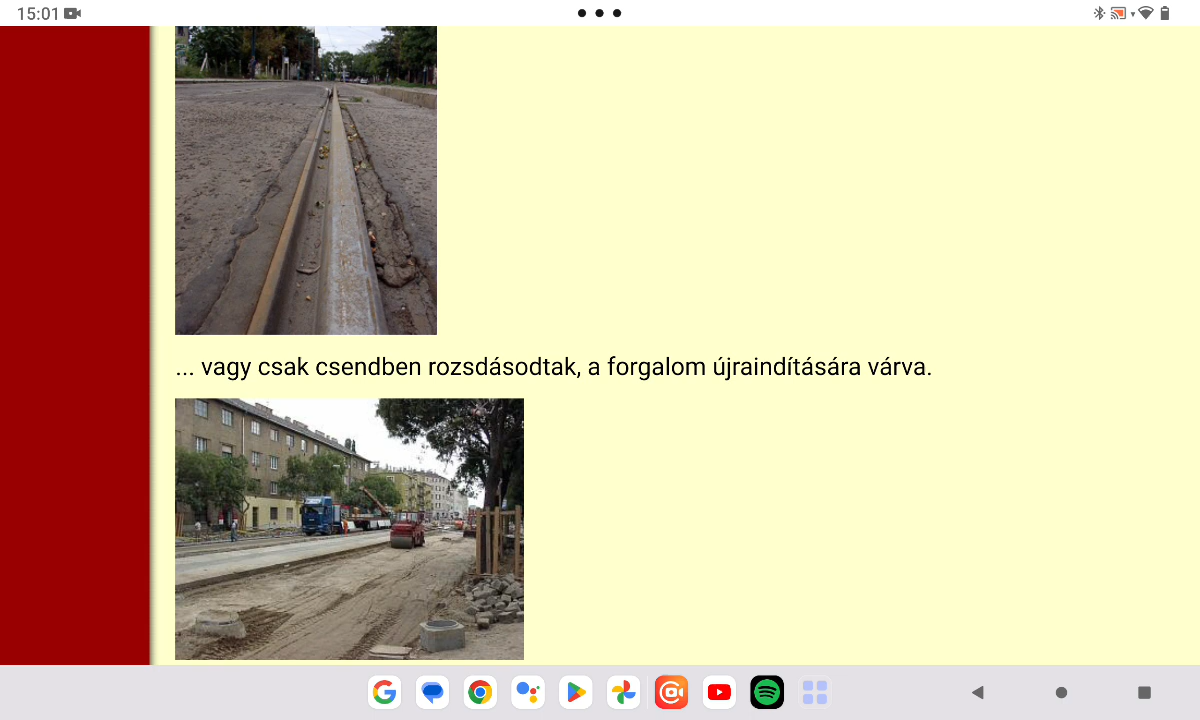 15:01
... vagy csak csendben rozsdásodtak, a forgalom újraindítására várva.